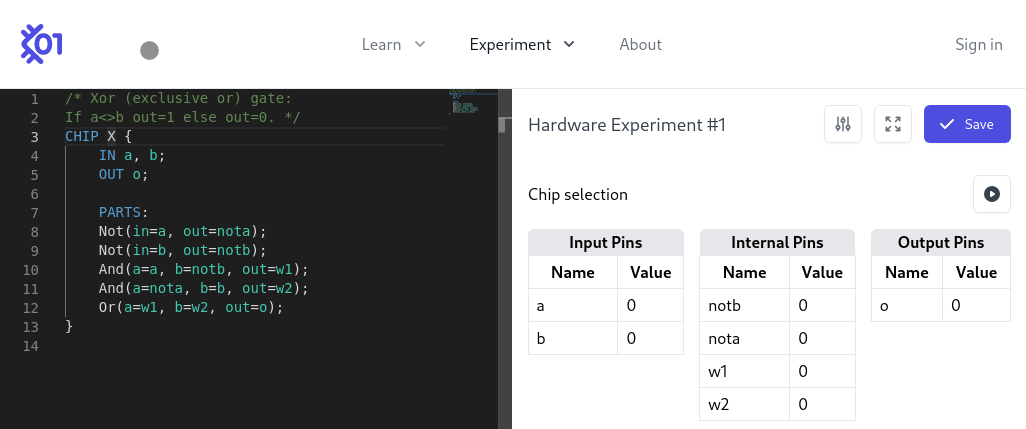 01
Learn
Experiment
About
Sign in
1 /* Xor (exclusive or) gate:
2 If a<>b out=1 else out=0. */
3 CHIP X {
4 IN a, b;
5 OUT o;
6
7 PARTS:
8 Not(in=a, out=nota);
9 Not(in=b, out=notb);
10 And(a=a, b=notb, out=w1);
11 And(a=nota, b=b, out=w2);
12 Or(a=w1, b=w2, out=o);
13 }
14
Hardware Experiment #1
Save
Chip selection
Input Pins
Name Value
a 0
b 0
Internal Pins
Name Value
notb 0
nota 0
w1 0
w2 0
Output Pins
Name Value
o 0